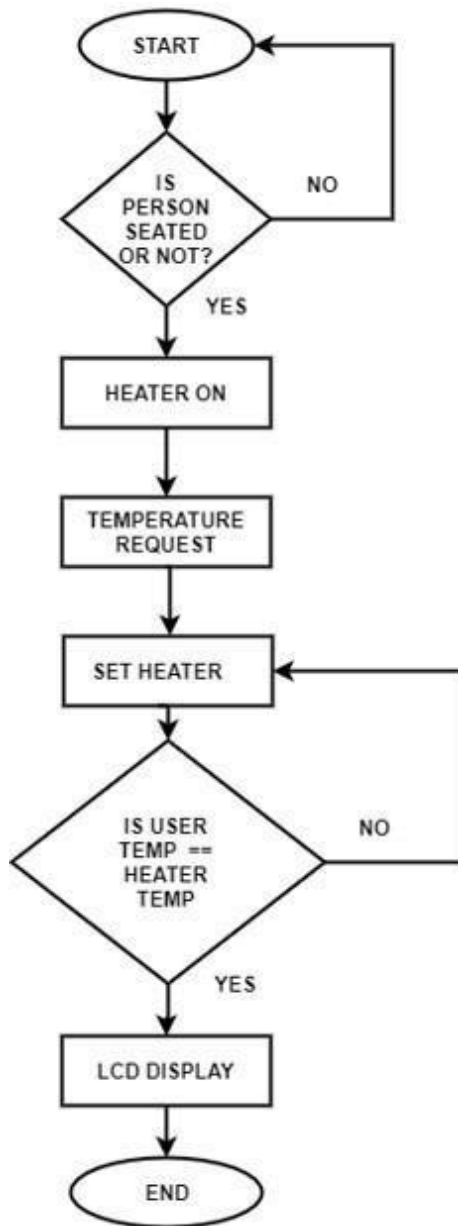 START
IS
PERSON
SEATED
OR NOT?
NO
YES
HEATER ON
TEMPERATURE
REQUEST
SET HEATER
IS USER
TEMP ==
HEATER
TEMP
NO
YES
LCD DISPLAY
END